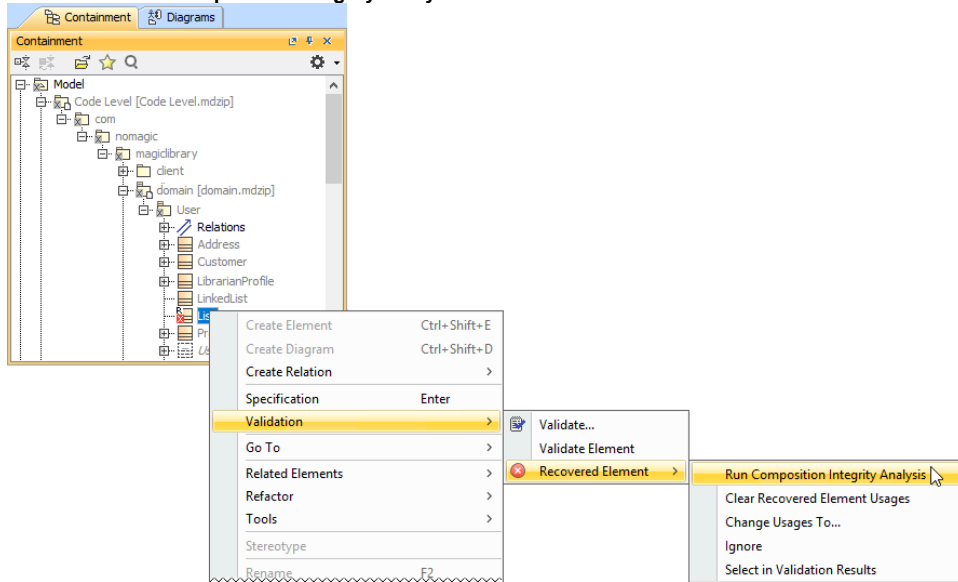 Containment Diagrams
Containment
Model
Code Level [Code Level.mdzip]
com
nomagic
magiclibrary
client
domain [domain.mdzip]
User
Relations
Address
Customer
LibrarianProfile
LinkedList
Create Element Ctrl+Shift+E
Create Diagram Ctrl+Shift+D
Create Relation
Specification Enter
Validation
Go To
Related Elements
Refactor
Tools
Stereotype
Rename F2
Validate...
Validate Element
Recovered Element
Run Composition Integrity Analysis
Clear Recovered Element Usages
Change Usages To...
Ignore
Select in Validation Results